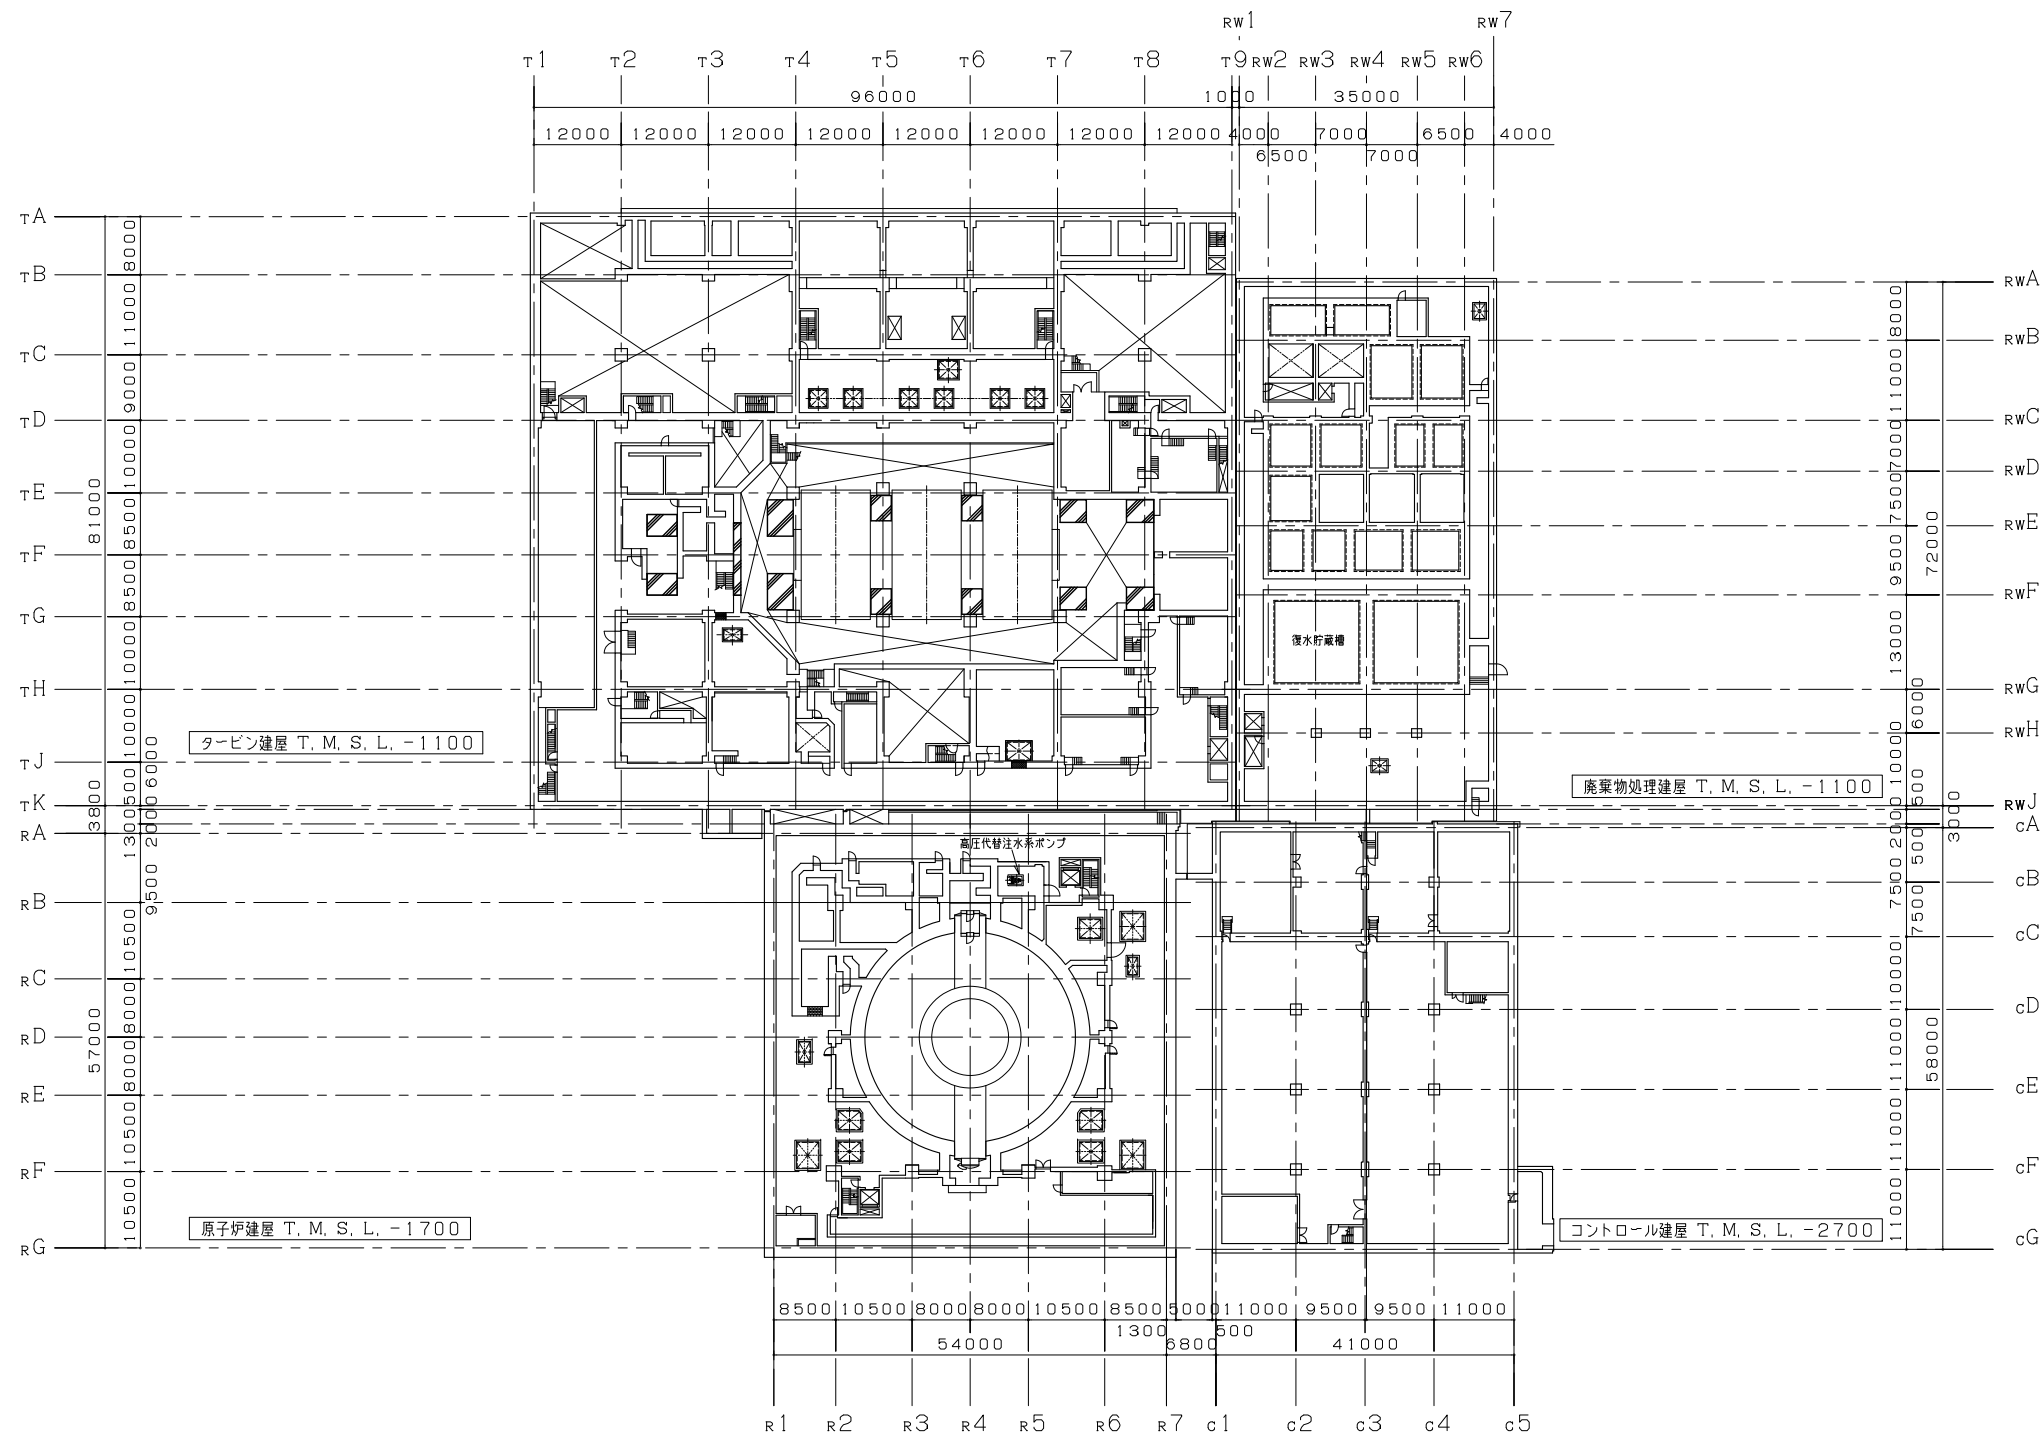 RW1 RW7
T1 T2 T3 T4 T5 T6 T7 T8 T9 RW2 RW3 RW4 RW5 RW6
96000 1000 35000
12000 12000 12000 12000 12000 12000 12000 12000 4000 7000 6500 4000
6500 7000
TA
TB
TC
TD
TE
TF
TG
TH
TJ
TK
RA
RB
RC
RD
RE
RF
RG
8000
11000
9000
10000
8500
8500
10000
10000
6000
500
2000
1300
9500
10500
8000
8000
10500
10500
81000
3800
57000
RWA
RWB
RWC
RWD
RWE
RWF
RWG
RWH
RWJ
CA
CB
CC
CD
CE
CF
CG
8000
11000
7000
7500
9500
13000
6000
10000
500
2000
500
7500
7500
10000
11000
11000
11000
72000
3000
58000
復水貯蔵槽
タービン建屋 T. M. S. L. -1100
廃棄物処理建屋 T. M. S. L. -1100
高圧代替注水系ポンプ
原子炉建屋 T. M. S. L. -1700
コントロール建屋 T. M. S. L. -2700
8500 10500 8000 8000 10500 8500 5000 11000 9500 9500 11000
1300 500
54000 6800 41000
R1 R2 R3 R4 R5 R6 R7 C1 C2 C3 C4 C5